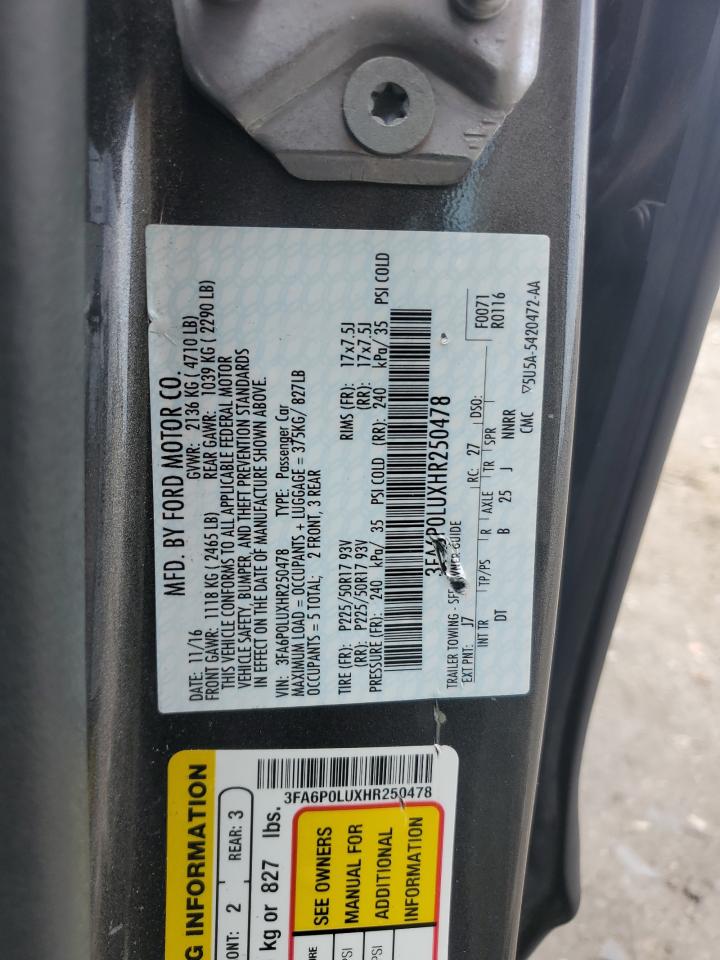 MFD. BY FORD MOTOR CO.
DATE: 11/16 GVWR: 2136 KG ( 4710 LB)
FRONT GAWR: 1118 KG ( 2465 LB) REAR GAWR: 1039 KG ( 2290 LB)
THIS VEHICLE CONFORMS TO ALL APPLICABLE FEDERAL MOTOR
VEHICLE SAFETY, BUMPER, AND THEFT PREVENTION STANDARDS
IN EFFECT ON THE DATE OF MANUFACTURE SHOWN ABOVE.
VIN: 3FA6P0LUXHR250478 TYPE: Passenger Car
MAXIMUM LOAD = OCCUPANTS + LUGGAGE = 375KG/ 827LB
OCCUPANTS = 5 TOTAL; 2 FRONT, 3 REAR
TIRE (FR): P225/50R17 93V RIMS (FR): 17x7.5J
(RR): P225/50R17 93V (RR): 17x7.5J
PRESSURE (FR): 240 kPa/ 35 PSI COLD (RR): 240 kPa/ 35 PSI COLD
3FA6P0LUXHR250478
TRAILER TOWING - SEE OWNER GUIDE
EXT PNT: J7 RC: 27 DSO: F0071
R0116
INT TR TP/PS R AXLE TR SPR
DT B 25 J NNRR
CMC ▽5U5A-5420472-AA
G INFORMATION
ONT: 2 REAR: 3
kg or 827 lbs.
3FA6P0LUXHR250478
SEE OWNERS
MANUAL FOR
ADDITIONAL
INFORMATION
PSI
PSI